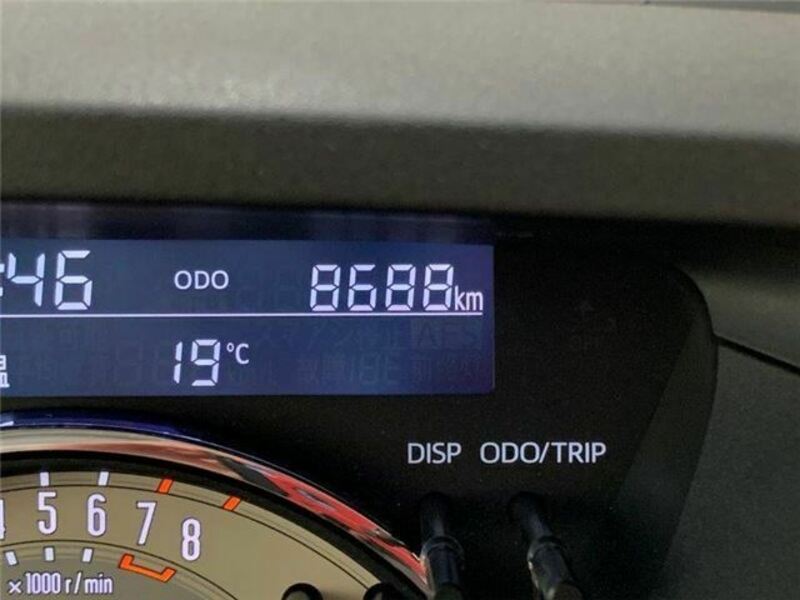 :46 ODO 8688km
19°C
DISP ODO/TRIP
4 5 6 7 8
×1000 r/min